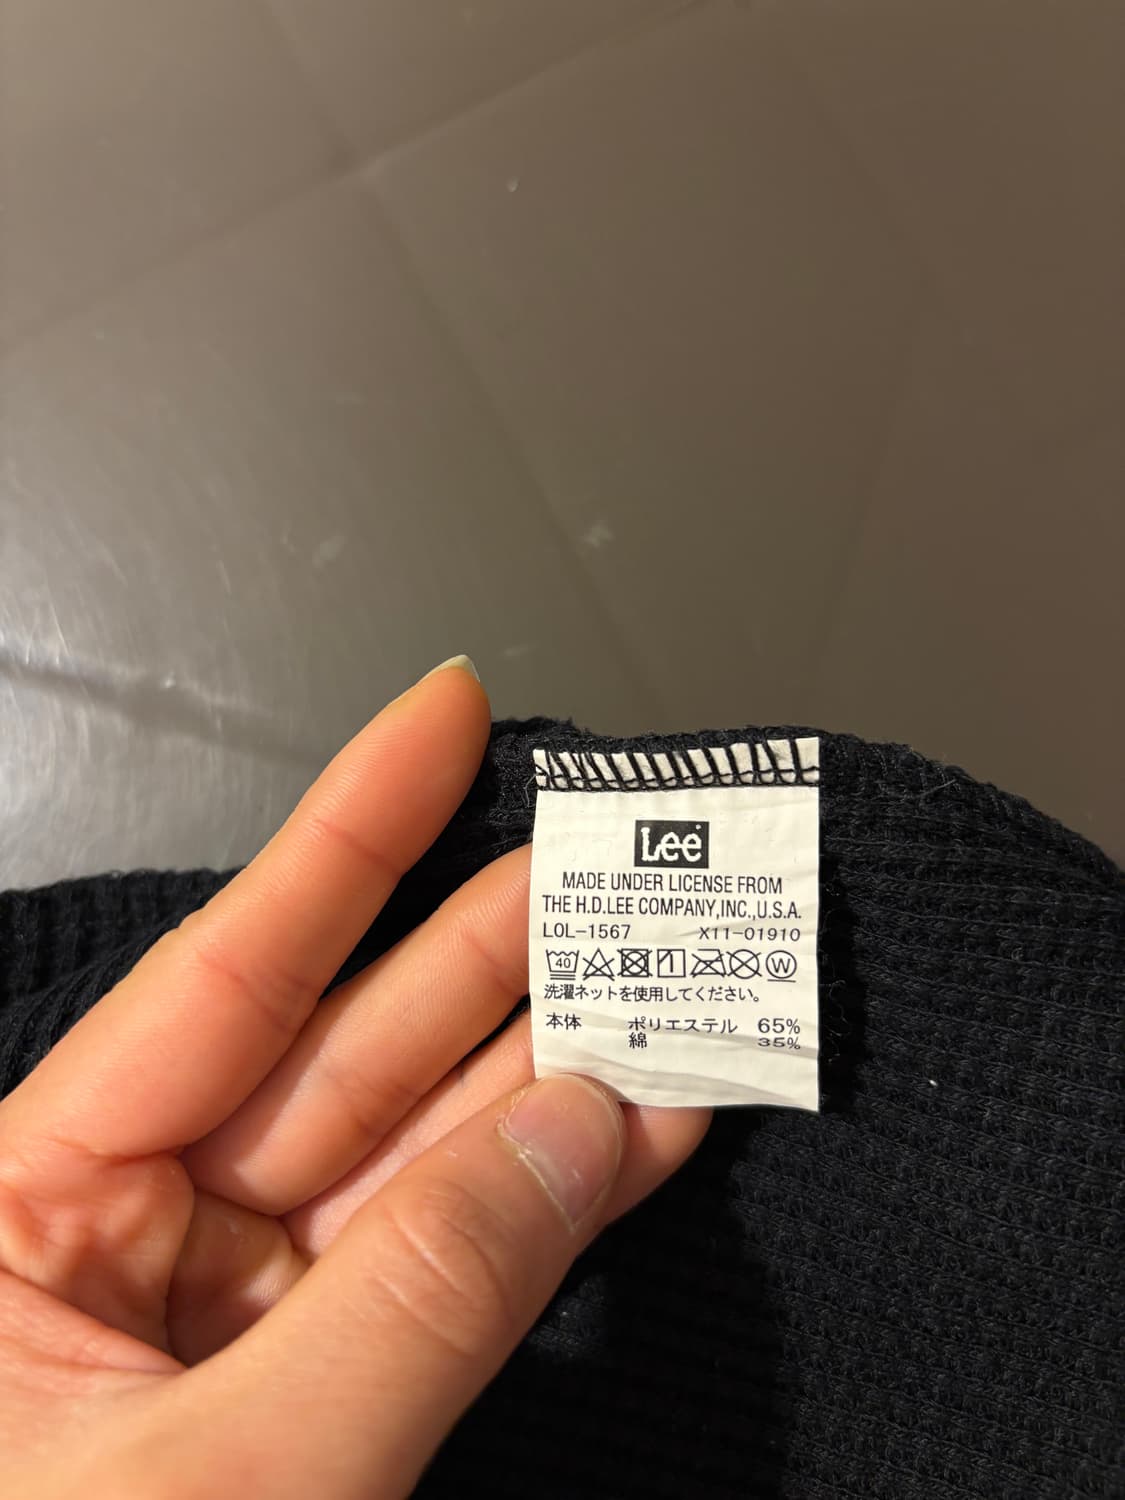 Lee
MADE UNDER LICENSE FROM
THE H.D.LEE COMPANY,INC.,U.S.A.
LOL-1567 X11-01910
40 W
洗濯ネットを使用してください。
本体 ポリエステル 65%
綿 35%